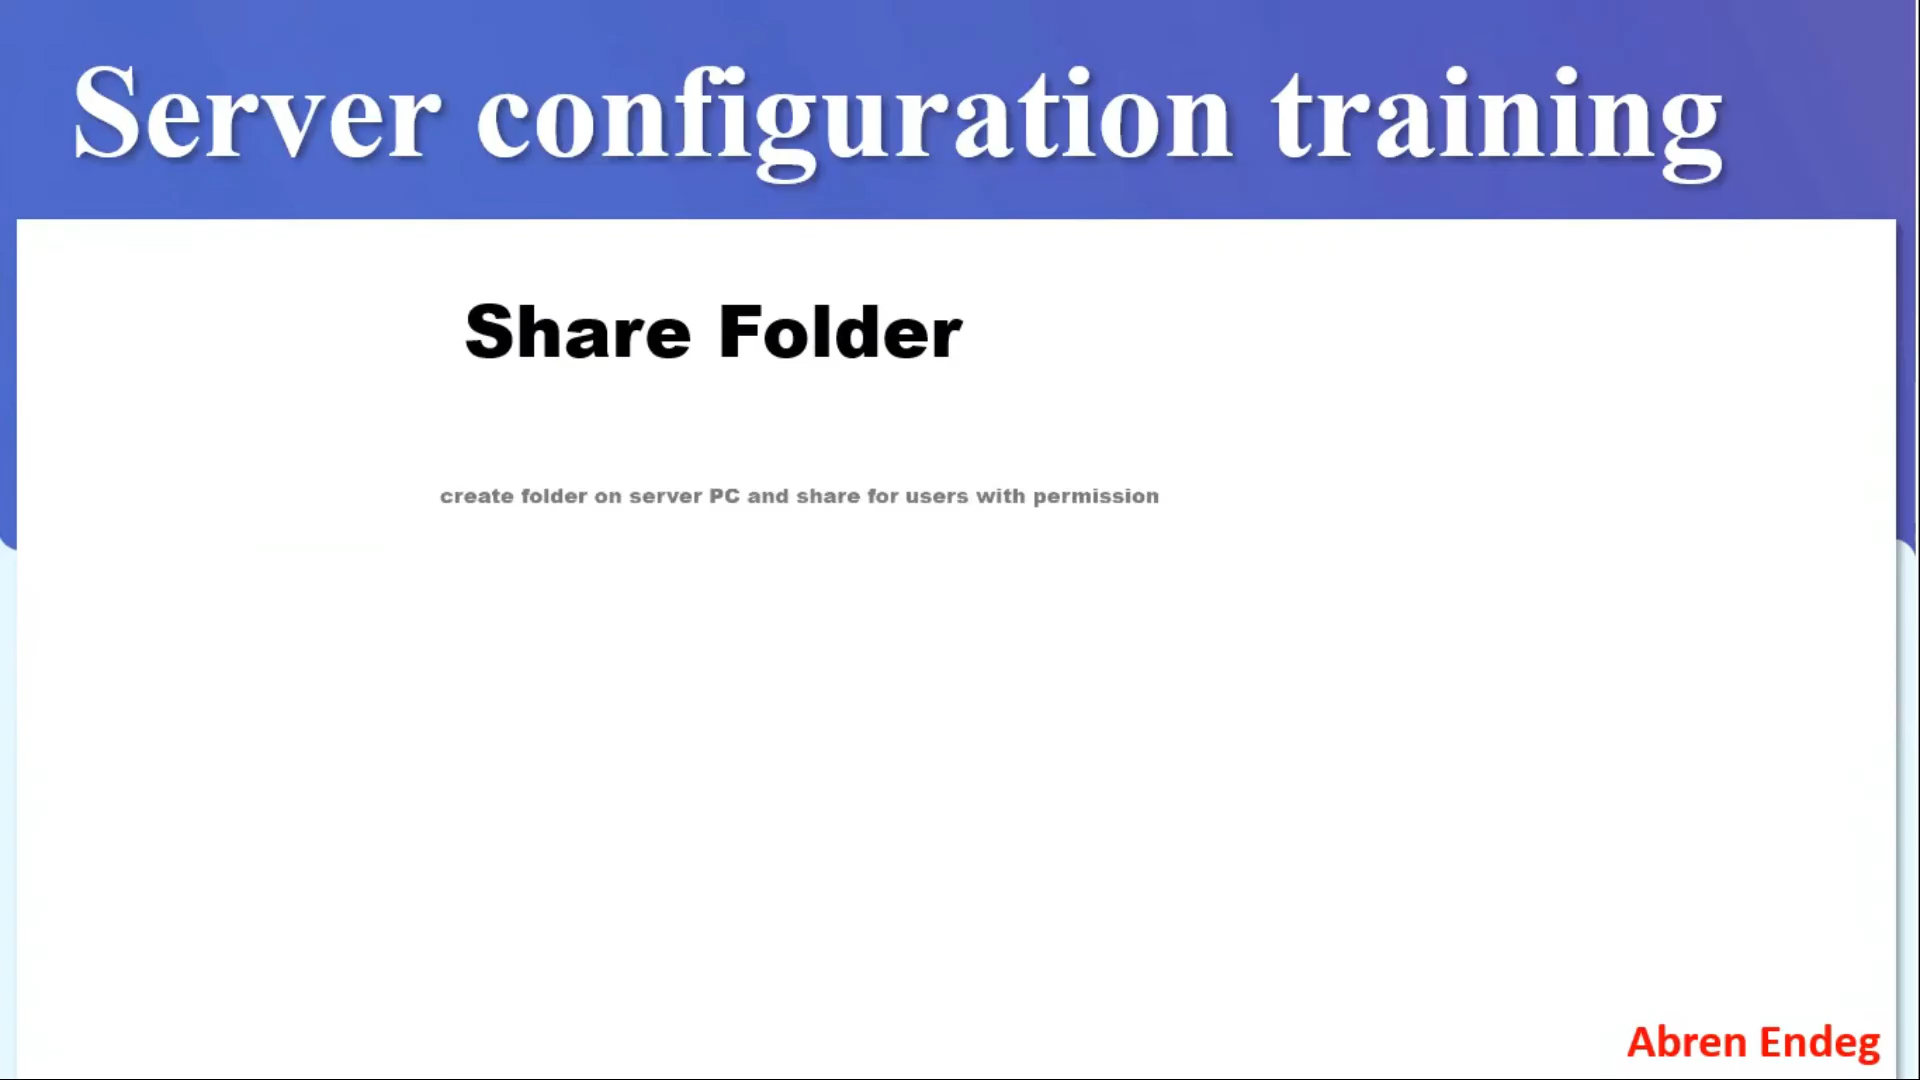 Server configuration training
Share Folder
create folder on server PC and share for users with permission
Abren Endeg